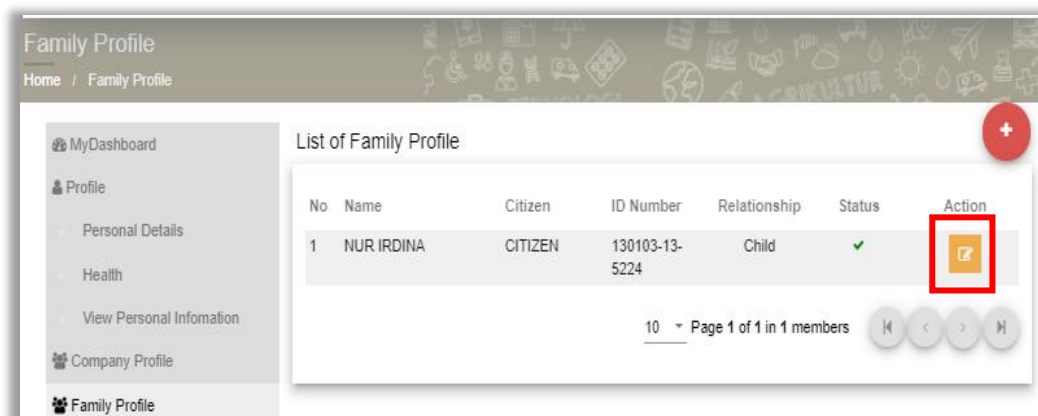 Family Profile
Home / Family Profile
AGRIKULTUR
MyDashboard
Profile
Personal Details
Health
View Personal Infomation
Company Profile
Family Profile
List of Family Profile
No Name Citizen ID Number Relationship Status Action
1 NUR IRDINA CITIZEN 130103-13- Child
5224
10 Page 1 of 1 in 1 members